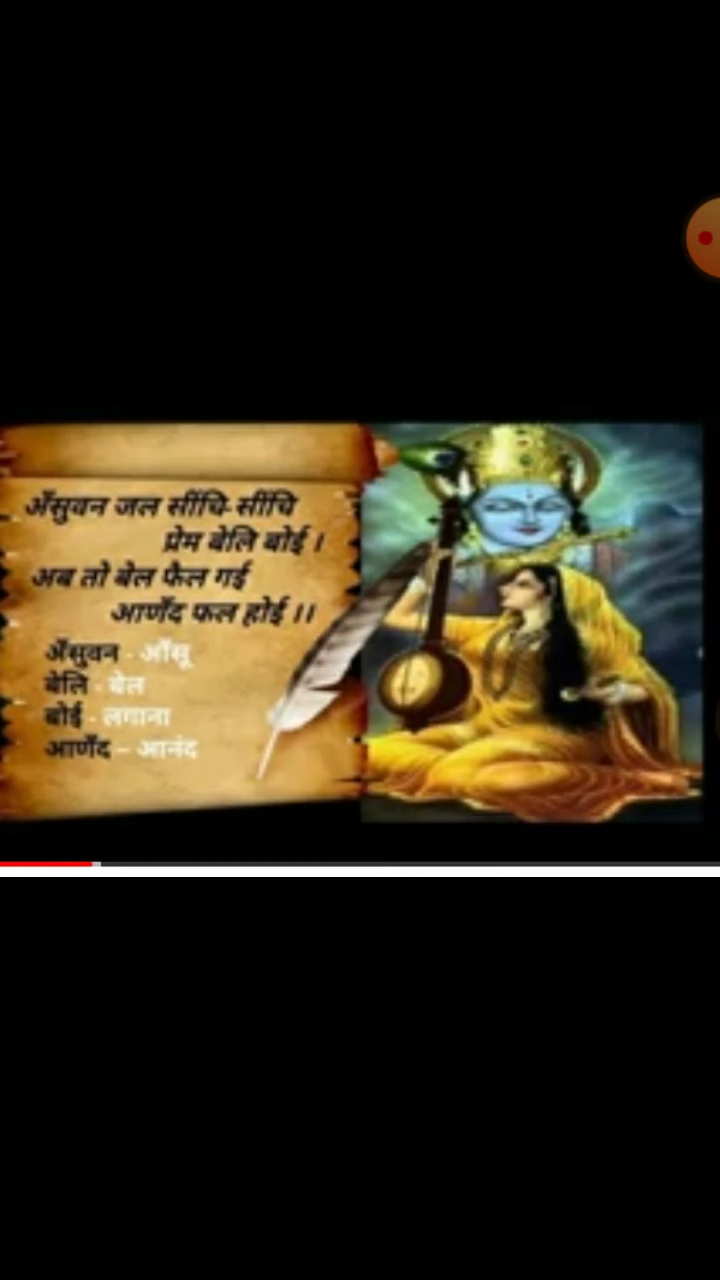 अँसुवन जल सींचि-सींचि
प्रेम बेलि बोई ।
अब तो बेल फैल गई
आणँद फल होई ।।
अँसुवन - आँसू
बेलि - बेल
बोई - लगाना
आणँद – आनंद